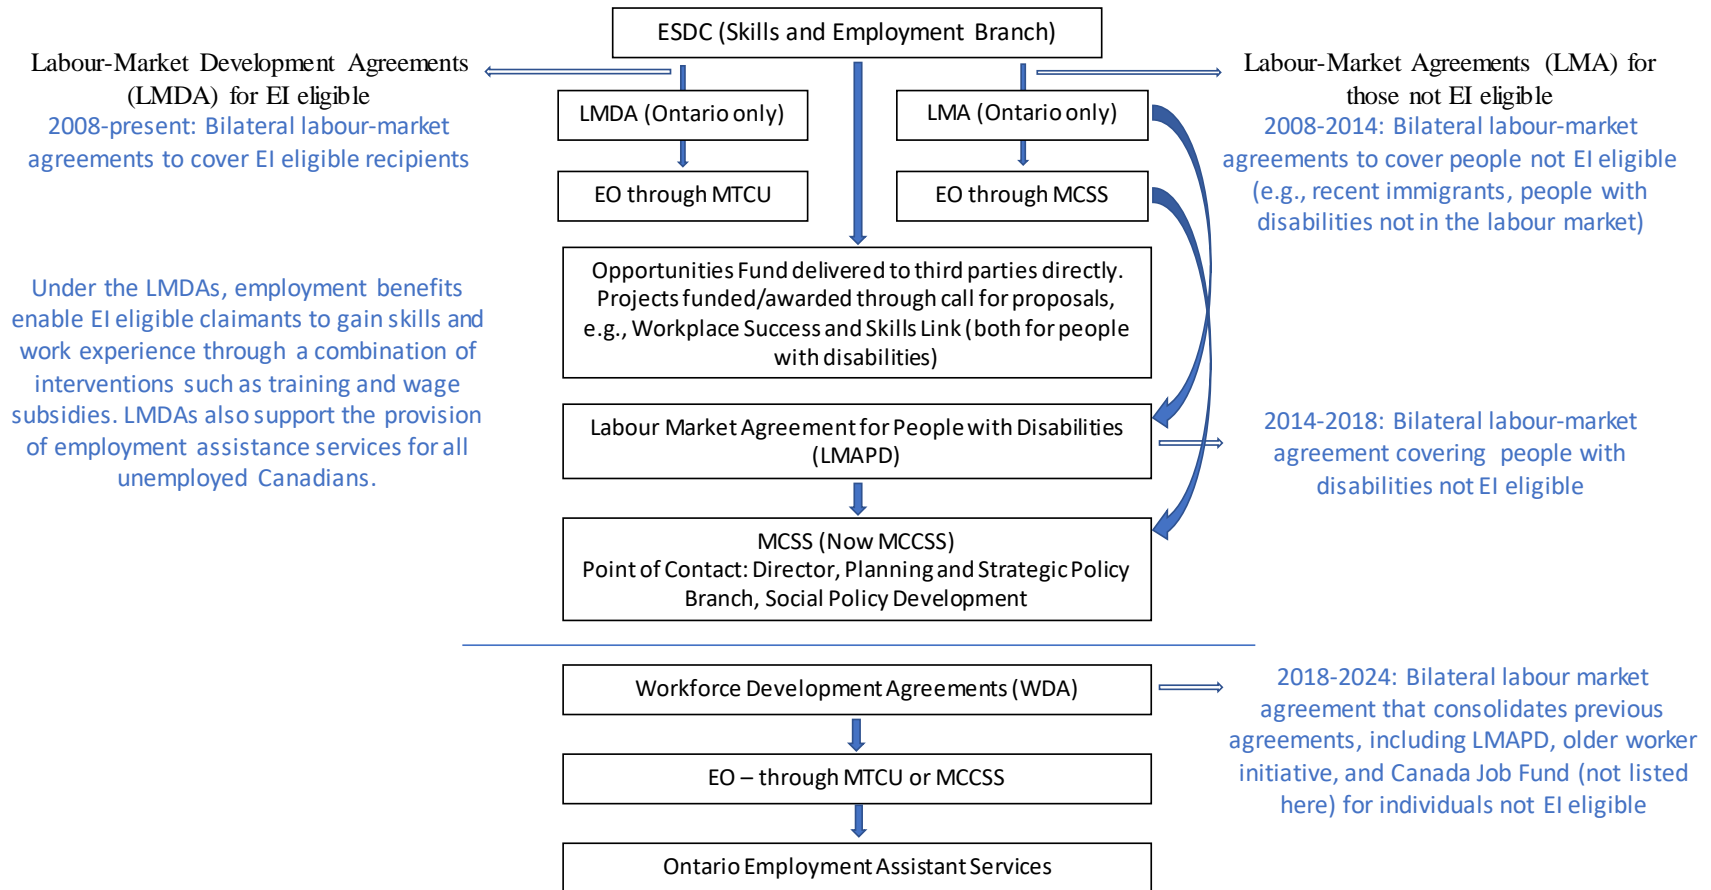 ESDC (Skills and Employment Branch)
Labour-Market Development Agreements
(LMDA) for EI eligible
2008-present: Bilateral labour-market
agreements to cover EI eligible recipients
LMDA (Ontario only)
LMA (Ontario only)
Labour-Market Agreements (LMA) for
those not EI eligible
2008-2014: Bilateral labour-market
agreements to cover people not EI eligible
(e.g., recent immigrants, people with
disabilities not in the labour market)
EO through MTCU
EO through MCSS
Under the LMDAs, employment benefits
enable EI eligible claimants to gain skills and
work experience through a combination of
interventions such as training and wage
subsidies. LMDAs also support the provision
of employment assistance services for all
unemployed Canadians.
Opportunities Fund delivered to third parties directly.
Projects funded/awarded through call for proposals,
e.g., Workplace Success and Skills Link (both for people
with disabilities)
Labour Market Agreement for People with Disabilities
(LMAPD)
2014-2018: Bilateral labour-market
agreement covering people with
disabilities not EI eligible
MCSS (Now MCCSS)
Point of Contact: Director, Planning and Strategic Policy
Branch, Social Policy Development
Workforce Development Agreements (WDA)
2018-2024: Bilateral labour market
agreement that consolidates previous
agreements, including LMAPD, older worker
initiative, and Canada Job Fund (not listed
here) for individuals not EI eligible
EO – through MTCU or MCCSS
Ontario Employment Assistant Services